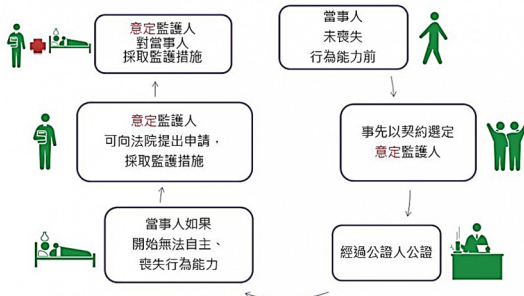 當事人
未喪失
行為能力前
事先以契約選定
意定監護人
經過公證人公證
當事人如果
開始無法自主、
喪失行為能力
意定監護人
可向法院提出申請，
採取監護措施
意定監護人
對當事人
採取監護措施